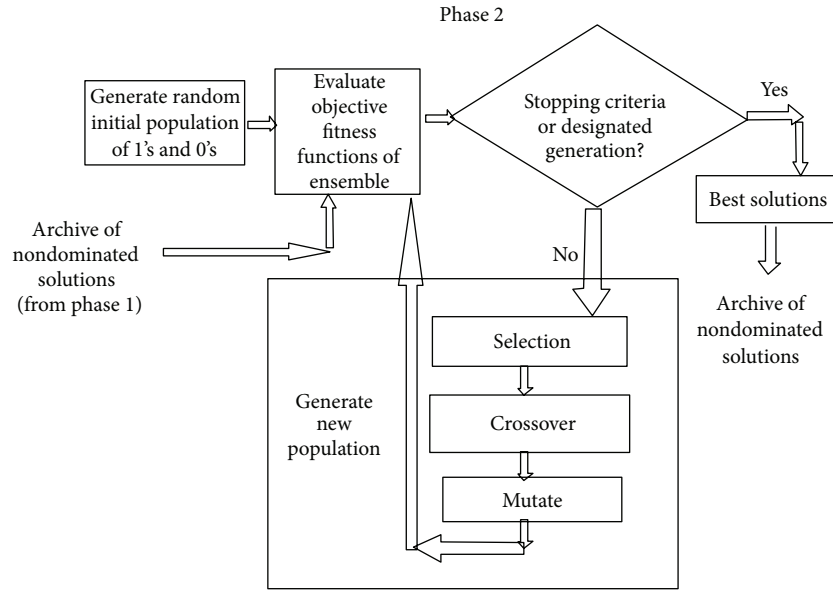 Phase 2
Generate random
initial population
of 1's and 0's
Evaluate
objective
fitness
functions of
ensemble
Stopping criteria
or designated
generation?
Yes
Best solutions
Archive of
nondominated
solutions
(from phase 1)
No
Archive of
nondominated
solutions
Selection
Generate
new
population
Crossover
Mutate